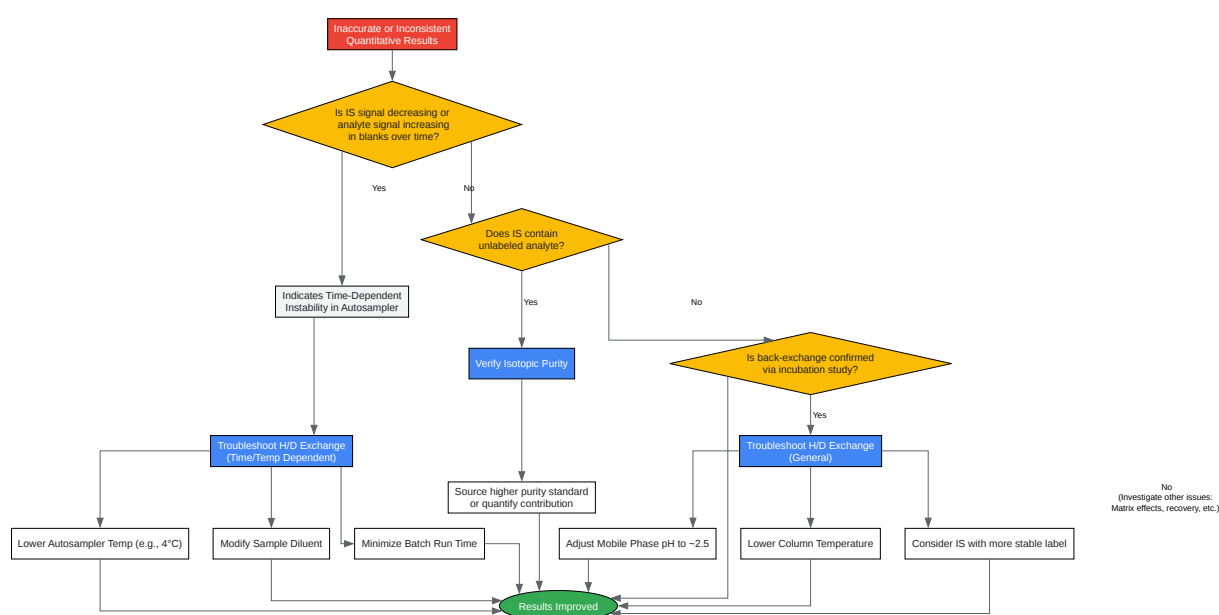 Inaccurate or Inconsistent
Quantitative Results
Is IS signal decreasing or
analyte signal increasing
in blanks over time?
Yes
No
Does IS contain
unlabeled analyte?
Indicates Time-Dependent
Instability in Autosampler
Yes
No
Verify Isotopic Purity
Is back-exchange confirmed
via incubation study?
Yes
Troubleshoot H/D Exchange
(Time/Temp Dependent)
Troubleshoot H/D Exchange
(General)
Source higher purity standard
or quantify contribution
No
(Investigate other issues:
Matrix effects, recovery, etc.)
Lower Autosampler Temp (e.g., 4°C)
Modify Sample Diluent
Minimize Batch Run Time
Adjust Mobile Phase pH to ~2.5
Lower Column Temperature
Consider IS with more stable label
Results Improved